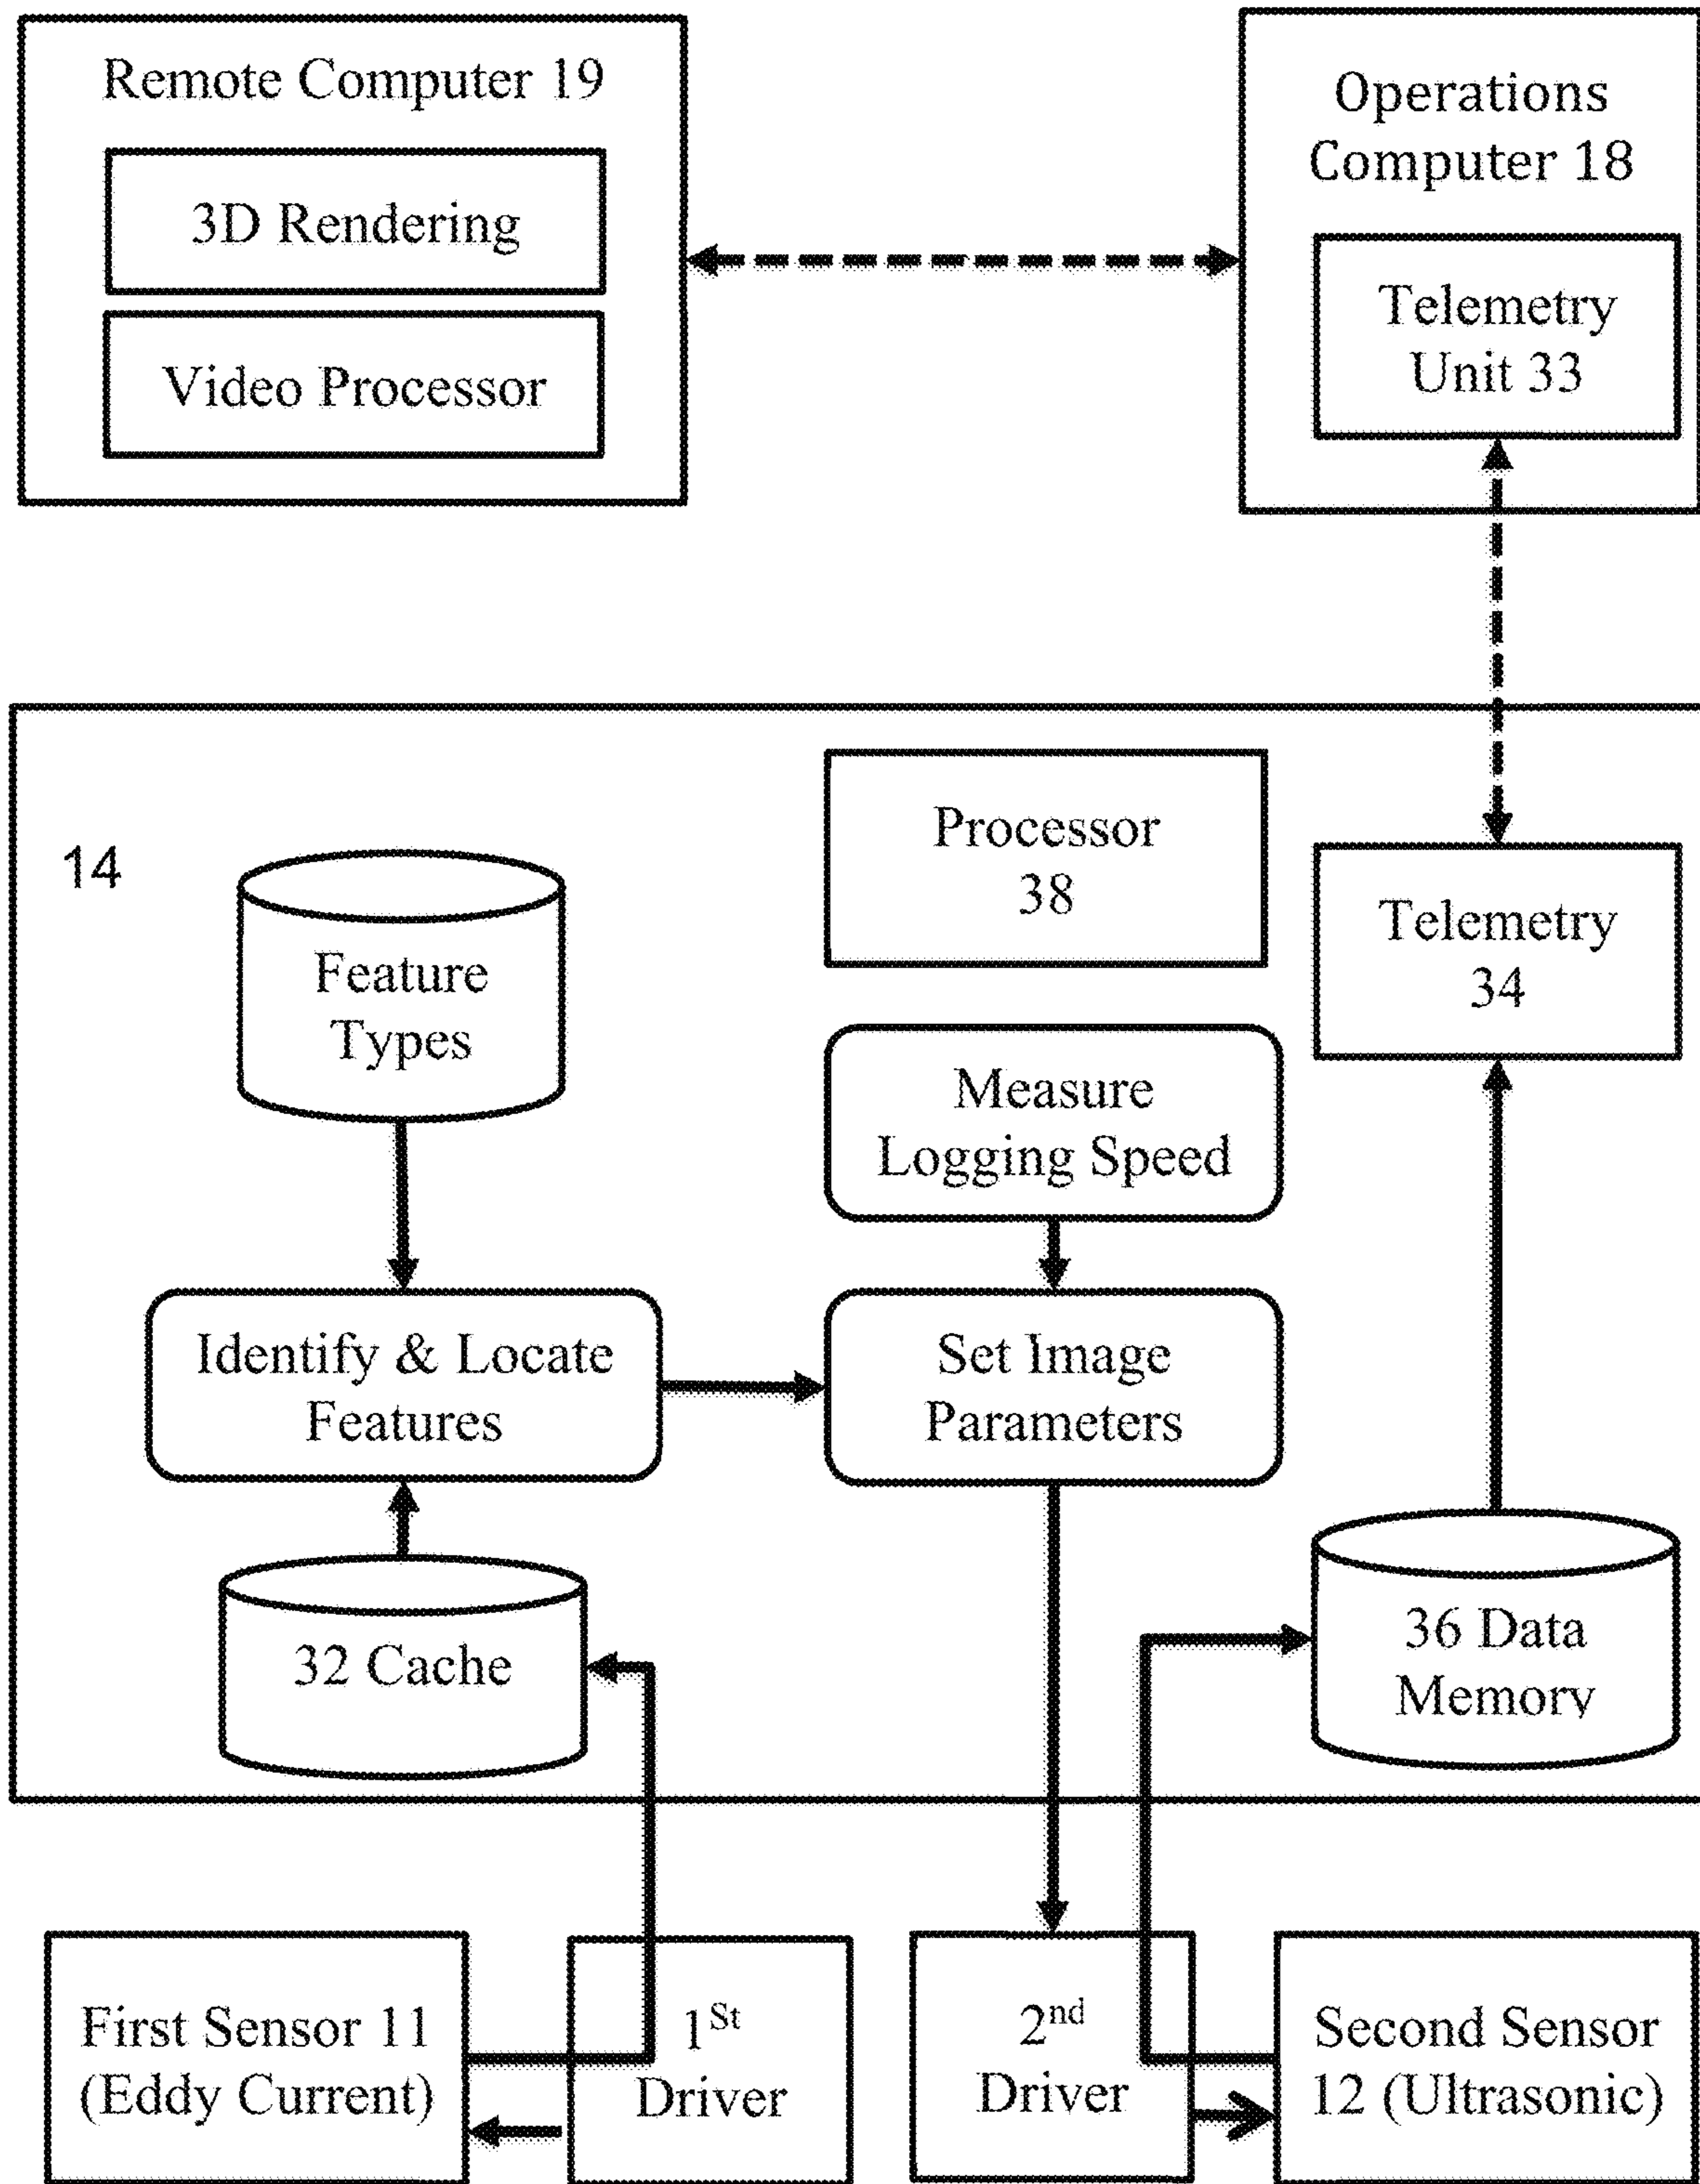 Remote Computer 19
3D Rendering
Video Processor
Operations
Computer 18
Telemetry
Unit 33
14
Feature
Types
Processor
38
Telemetry
34
Measure
Logging Speed
Identify & Locate
Features
Set Image
Parameters
32 Cache
36 Data
Memory
First Sensor 11
(Eddy Current)
1St
Driver
2nd
Driver
Second Sensor
12 (Ultrasonic)